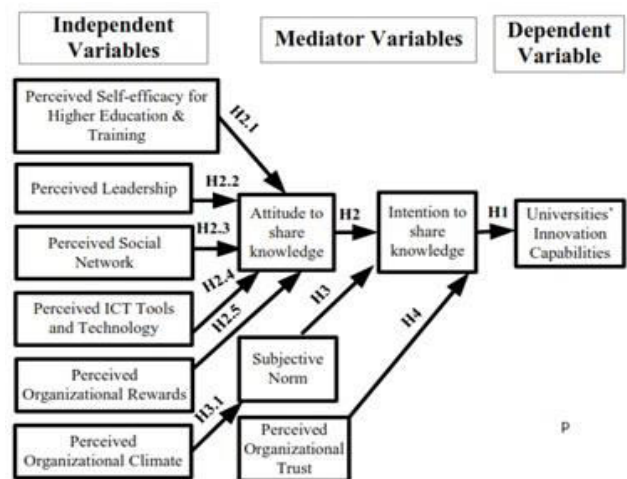 Independent
Variables
Mediator Variables
Dependent
Variable
Perceived Self-efficacy for
Higher Education &
Training
H2.1
Perceived Leadership
H2.2
Perceived Social
Network
H2.3
Attitude to
share
knowledge
H2
Intention to
share
knowledge
H1
Universities'
Innovation
Capabilities
Perceived ICT Tools
and Technology
H2.4
H2.5
H3
H4
Perceived
Organizational Rewards
Subjective
Norm
Perceived
Organizational Climate
H3.1
Perceived
Organizational
Trust
P